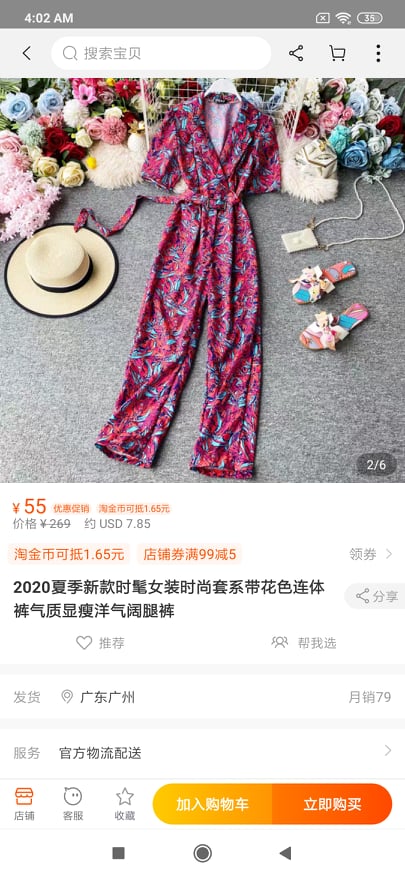 4:02 AM
35
搜索宝贝
2/6
¥55 优惠促销 淘金币可抵1.65元
价格 ¥269 约 USD 7.85
淘金币可抵1.65元 店铺券满99减5 领券
2020夏季新款时髦女装时尚套系带花色连体
裤气质显瘦洋气阔腿裤
分享
推荐 帮我选
发货 广东广州 月销79
服务 官方物流配送
店铺 客服 收藏 加入购物车 立即购买